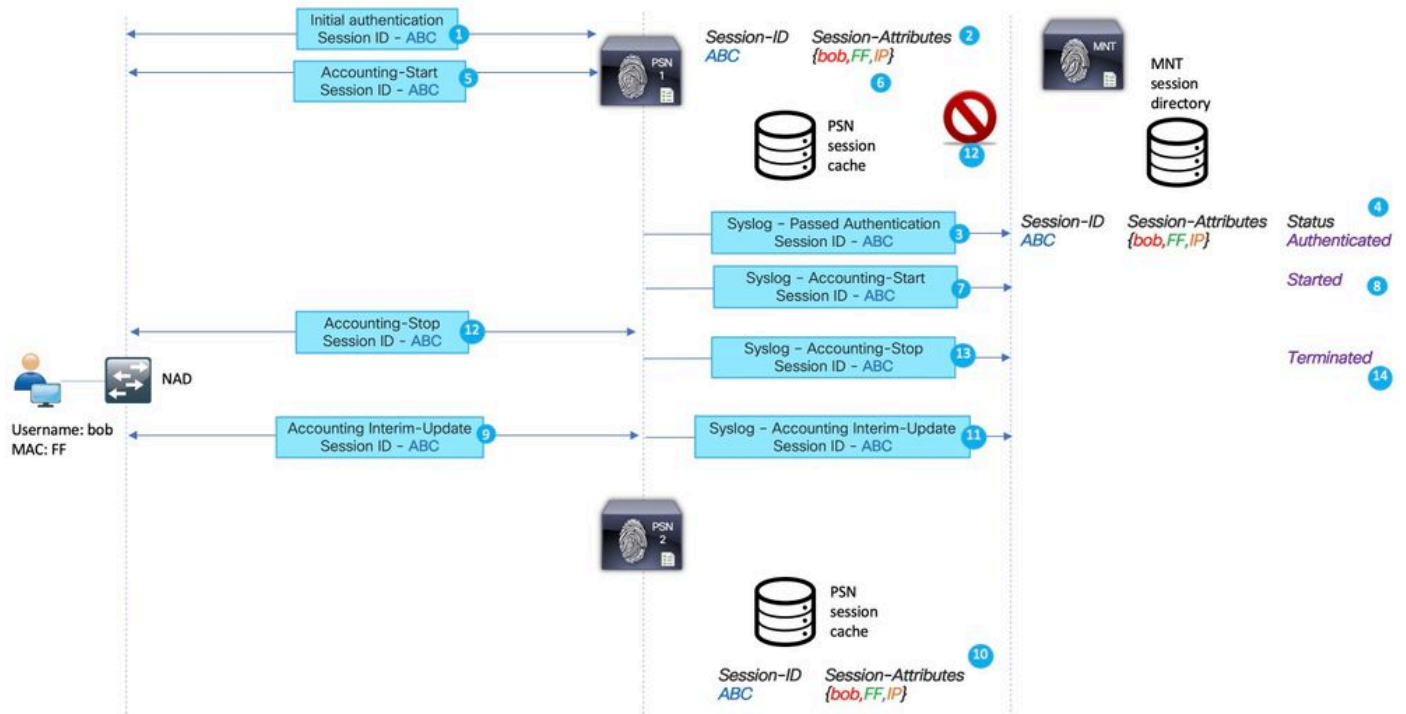 Initial authentication
Session ID - ABC
1
Session-ID Session-Attributes 2
ABC {bob,FF,IP}
6
PSN
1
MNT
MNT
session
directory
Accounting-Start
Session ID - ABC
5
PSN
session
cache
12
4
Syslog – Passed Authentication
Session ID - ABC
3
Session-ID Session-Attributes Status
ABC {bob,FF,IP} Authenticated
Syslog – Accounting-Start
Session ID - ABC
7
Started 8
Accounting-Stop
Session ID - ABC
12
Syslog – Accounting-Stop
Session ID - ABC
13
Terminated
14
NAD
Username: bob
MAC: FF
Accounting Interim-Update
Session ID - ABC
9
Syslog – Accounting Interim-Update
Session ID - ABC
11
PSN
2
PSN
session
cache
10
Session-ID Session-Attributes
ABC {bob,FF,IP}